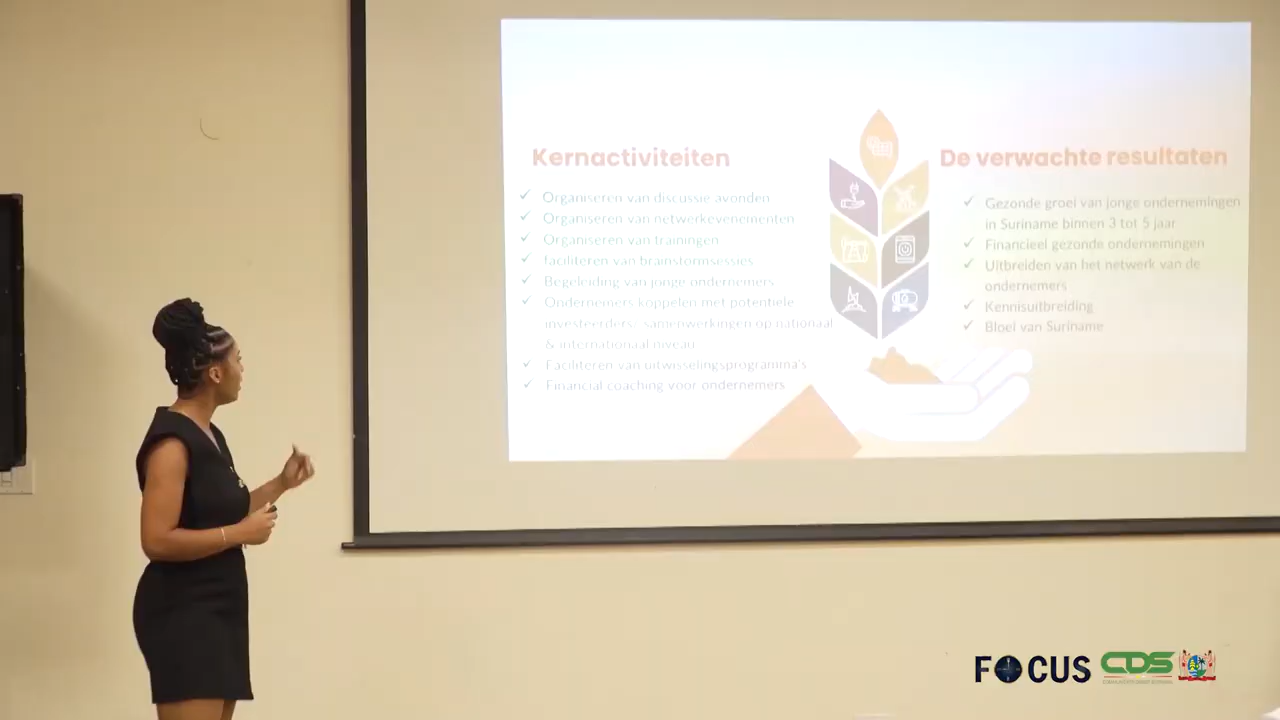 Kernactiviteiten
✓ Organiseren van discussie avonden
✓ Organiseren van netwerkevenementen
✓ Organiseren van trainingen
✓ faciliteren van brainstormsessies
✓ Begeleiding van jonge ondernemers
✓ Ondernemers koppelen met potentiele
investeerders/ samenwerkingen op nationaal
& internationaal niveau
✓ Faciliteren van uitwisselingsprogramma's
✓ Financial coaching voor ondernemers
De verwachte resultaten
✓ Gezonde groei van jonge ondernemingen
in Suriname binnen 3 tot 5 jaar
✓ Financieel gezonde ondernemingen
✓ Uitbreiden van het netwerk van de
ondernemers
✓ Kennisuitbreiding
✓ Bloei van Suriname
FOCUS
CDS